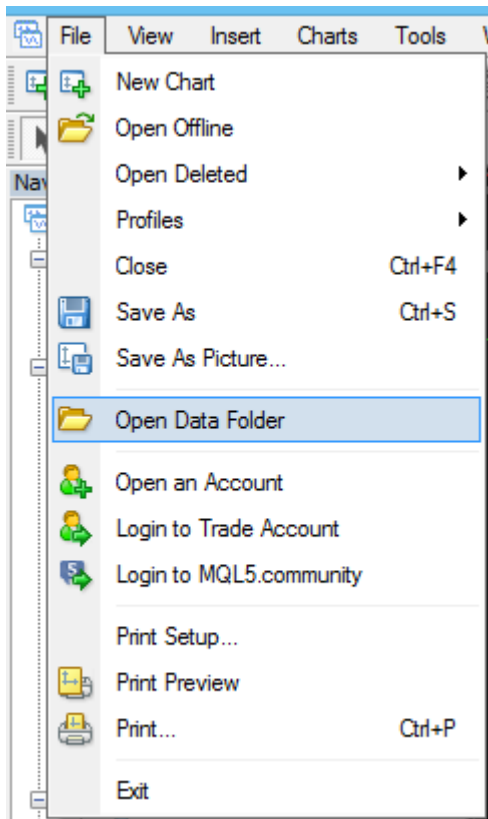 File View Insert Charts Tools
New Chart
Open Offline
Nav
Open Deleted
Profiles
Close Ctrl+F4
Save As Ctrl+S
Save As Picture...
Open Data Folder
Open an Account
Login to Trade Account
Login to MQL5.community
Print Setup...
Print Preview
Print... Ctrl+P
Exit